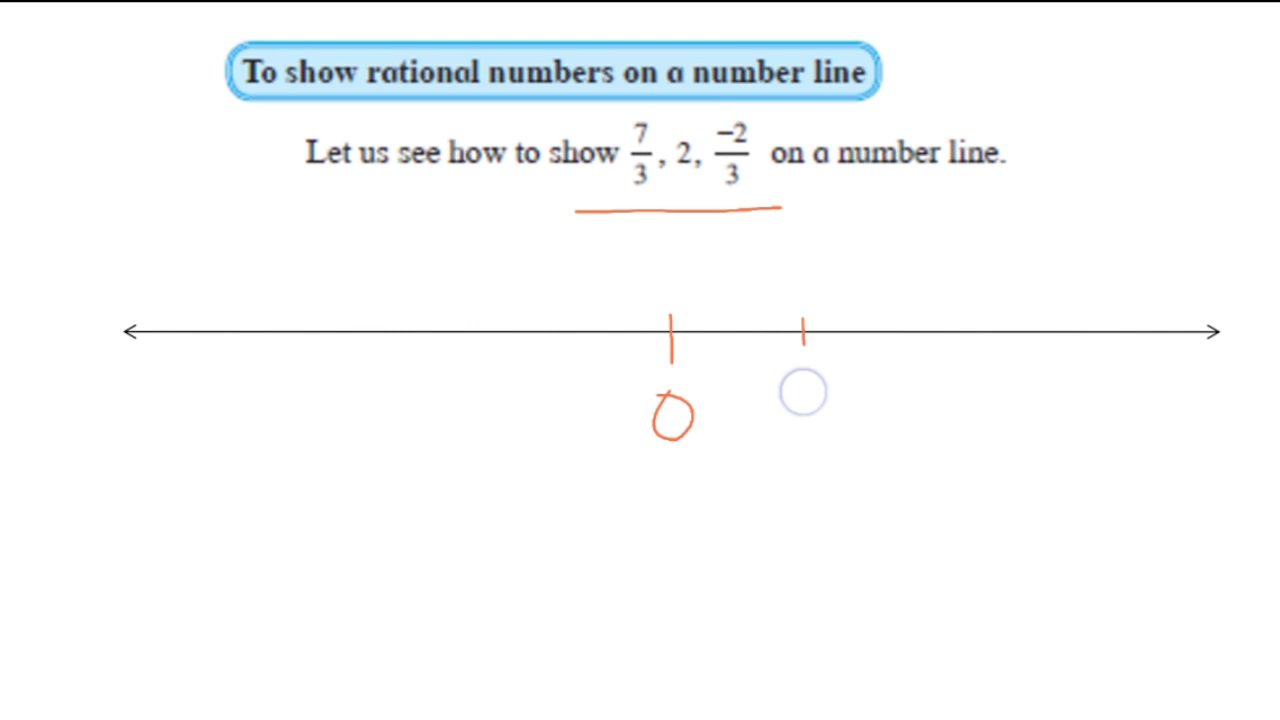 To show rational numbers on a number line
Let us see how to show 7/3, 2, -2/3 on a number line.
0